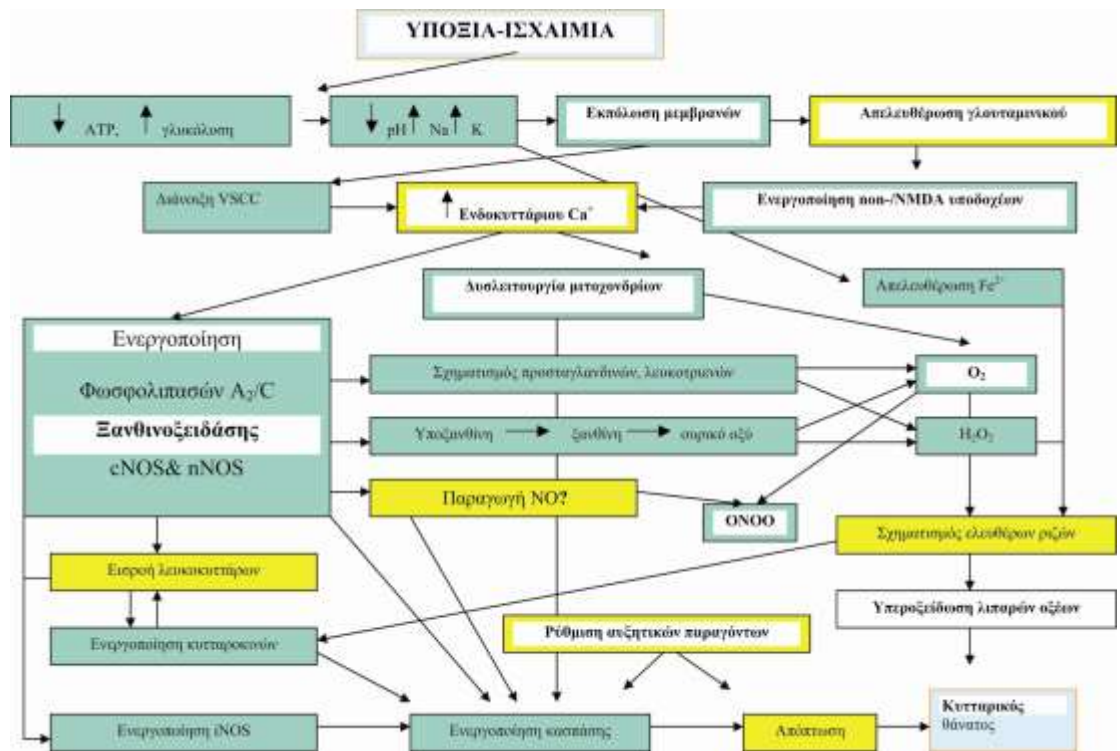 ΥΠΟΞΙΑ-ΙΣΧΑΙΜΙΑ
ATP, γλυκόλυση
pH Na K
Εκπόλωση μεμβρανών
Απελευθέρωση γλουταμινικού
Διάνοιξη VSCC
Ενδοκυττάριου Ca⁺
Ενεργοποίηση non-/NMDA υποδοχέων
Δυσλειτουργία μιτοχονδρίων
Απελευθέρωση Fe²⁺
Ενεργοποίηση
Φωσφολιπασών A₂/C
Ξανθινοξειδάσης
cNOS& nNOS
Σχηματισμός προσταγλανδινών, λευκοτριενών
O₂
Υποξανθίνη ξανθίνη ουρικό οξύ
H₂O₂
Παραγωγή NO?
ONOO
Σχηματισμός ελευθέρων ριζών
Εισροή λευκοκυττάρων
Υπεροξείδωση λιπαρών οξέων
Ενεργοποίηση κυτταροκινών
Ρύθμιση αυξητικών παραγόντων
Ενεργοποίηση iNOS
Ενεργοποίηση κασπάσης
Απόπτωση
Κυτταρικός
θάνατος